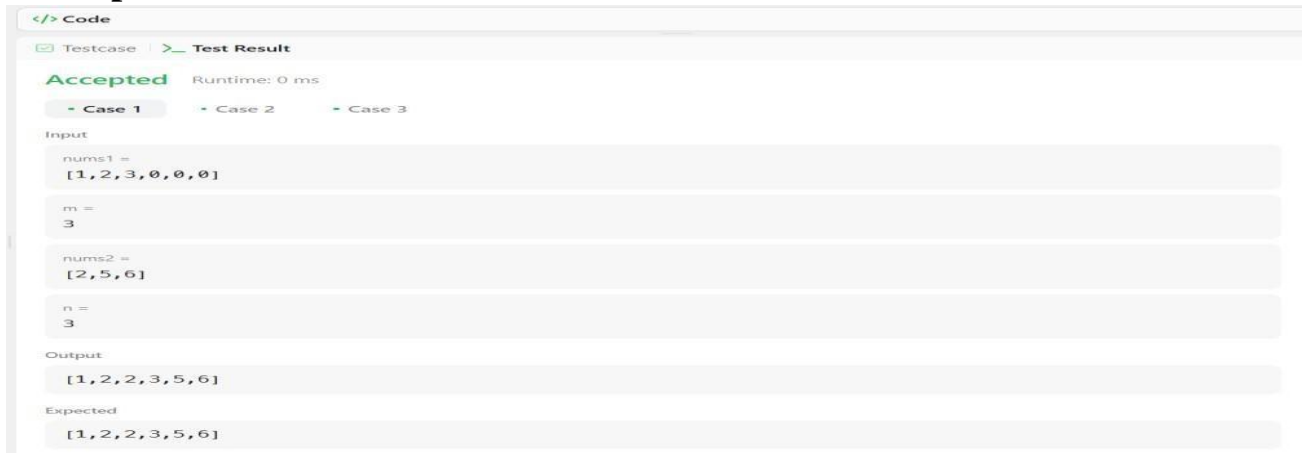 </> Code
Testcase >_ Test Result
Accepted Runtime: 0 ms
• Case 1 • Case 2 • Case 3
Input
nums1 =
[1,2,3,0,0,0]
m =
3
nums2 =
[2,5,6]
n =
3
Output
[1,2,2,3,5,6]
Expected
[1,2,2,3,5,6]